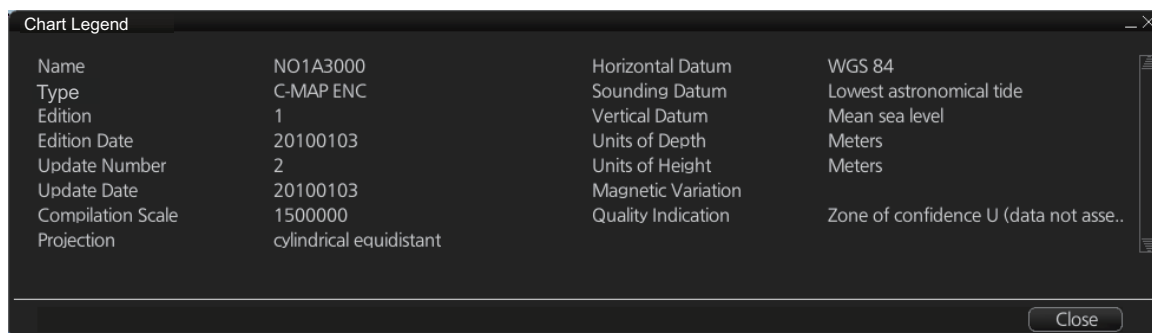 Chart Legend
Name NO1A3000 Horizontal Datum WGS 84
Type C-MAP ENC Sounding Datum Lowest astronomical tide
Edition 1 Vertical Datum Mean sea level
Edition Date 20100103 Units of Depth Meters
Update Number 2 Units of Height Meters
Update Date 20100103 Magnetic Variation
Compilation Scale 1500000 Quality Indication Zone of confidence U (data not asse..
Projection cylindrical equidistant
Close